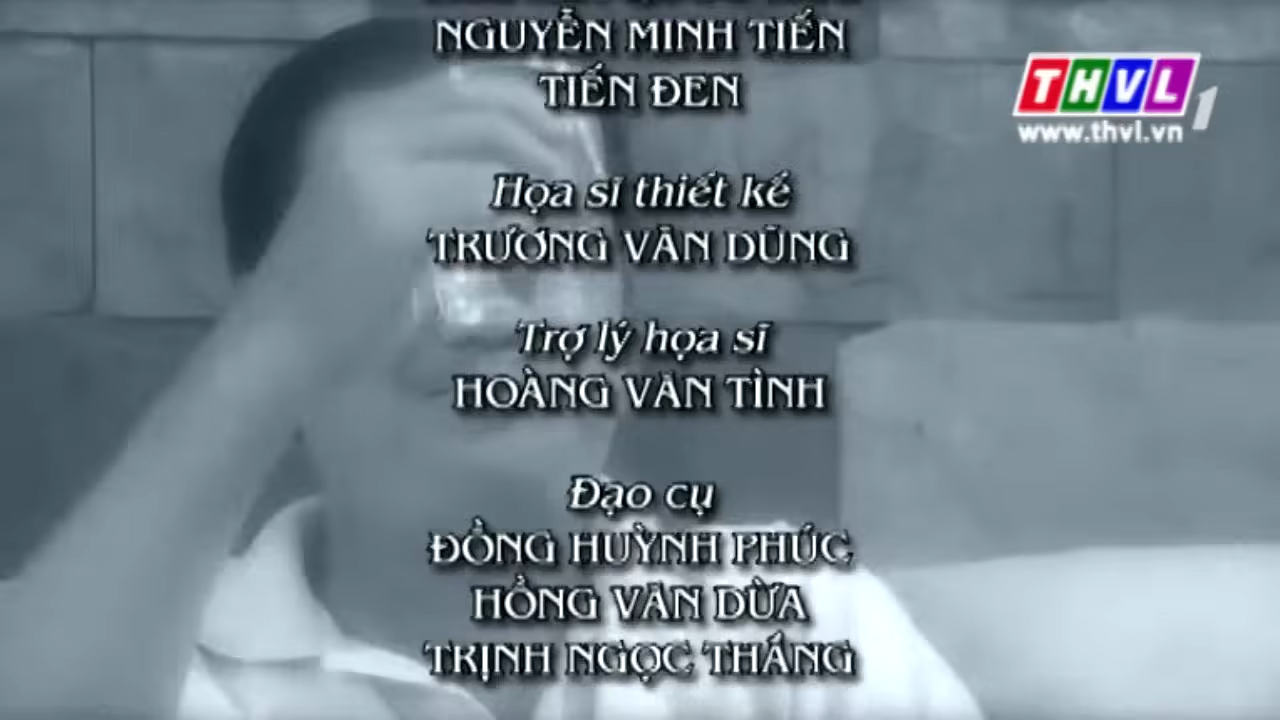 NGUYỄN MINH TIẾN
TIẾN ĐEN
THVL 1
www.thvl.vn
Họa sĩ thiết kế
TRƯƠNG VĂN DŨNG
Trợ lý họa sĩ
HOÀNG VĂN TÌNH
Đạo cụ
ĐỒNG HUỲNH PHÚC
HỒNG VĂN DỪA
TRỊNH NGỌC THẮNG